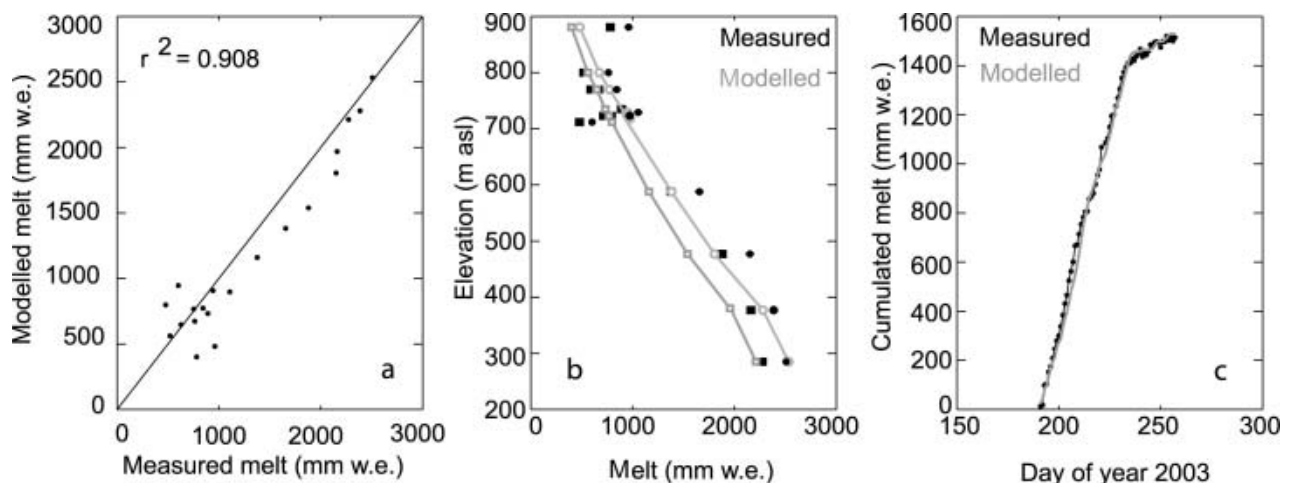 3000
2500
2000
1500
1000
500
0
Modelled melt (mm w.e.)
r 2 = 0.908
a
0 1000 2000 3000
Measured melt (mm w.e.)
900
800
700
600
500
400
300
200
Elevation (m asl)
Measured
Modelled
b
0 1000 2000 3000
Melt (mm w.e.)
1600
1400
1200
1000
800
600
400
200
0
Cumulated melt (mm w.e.)
Measured
Modelled
c
150 200 250 300
Day of year 2003